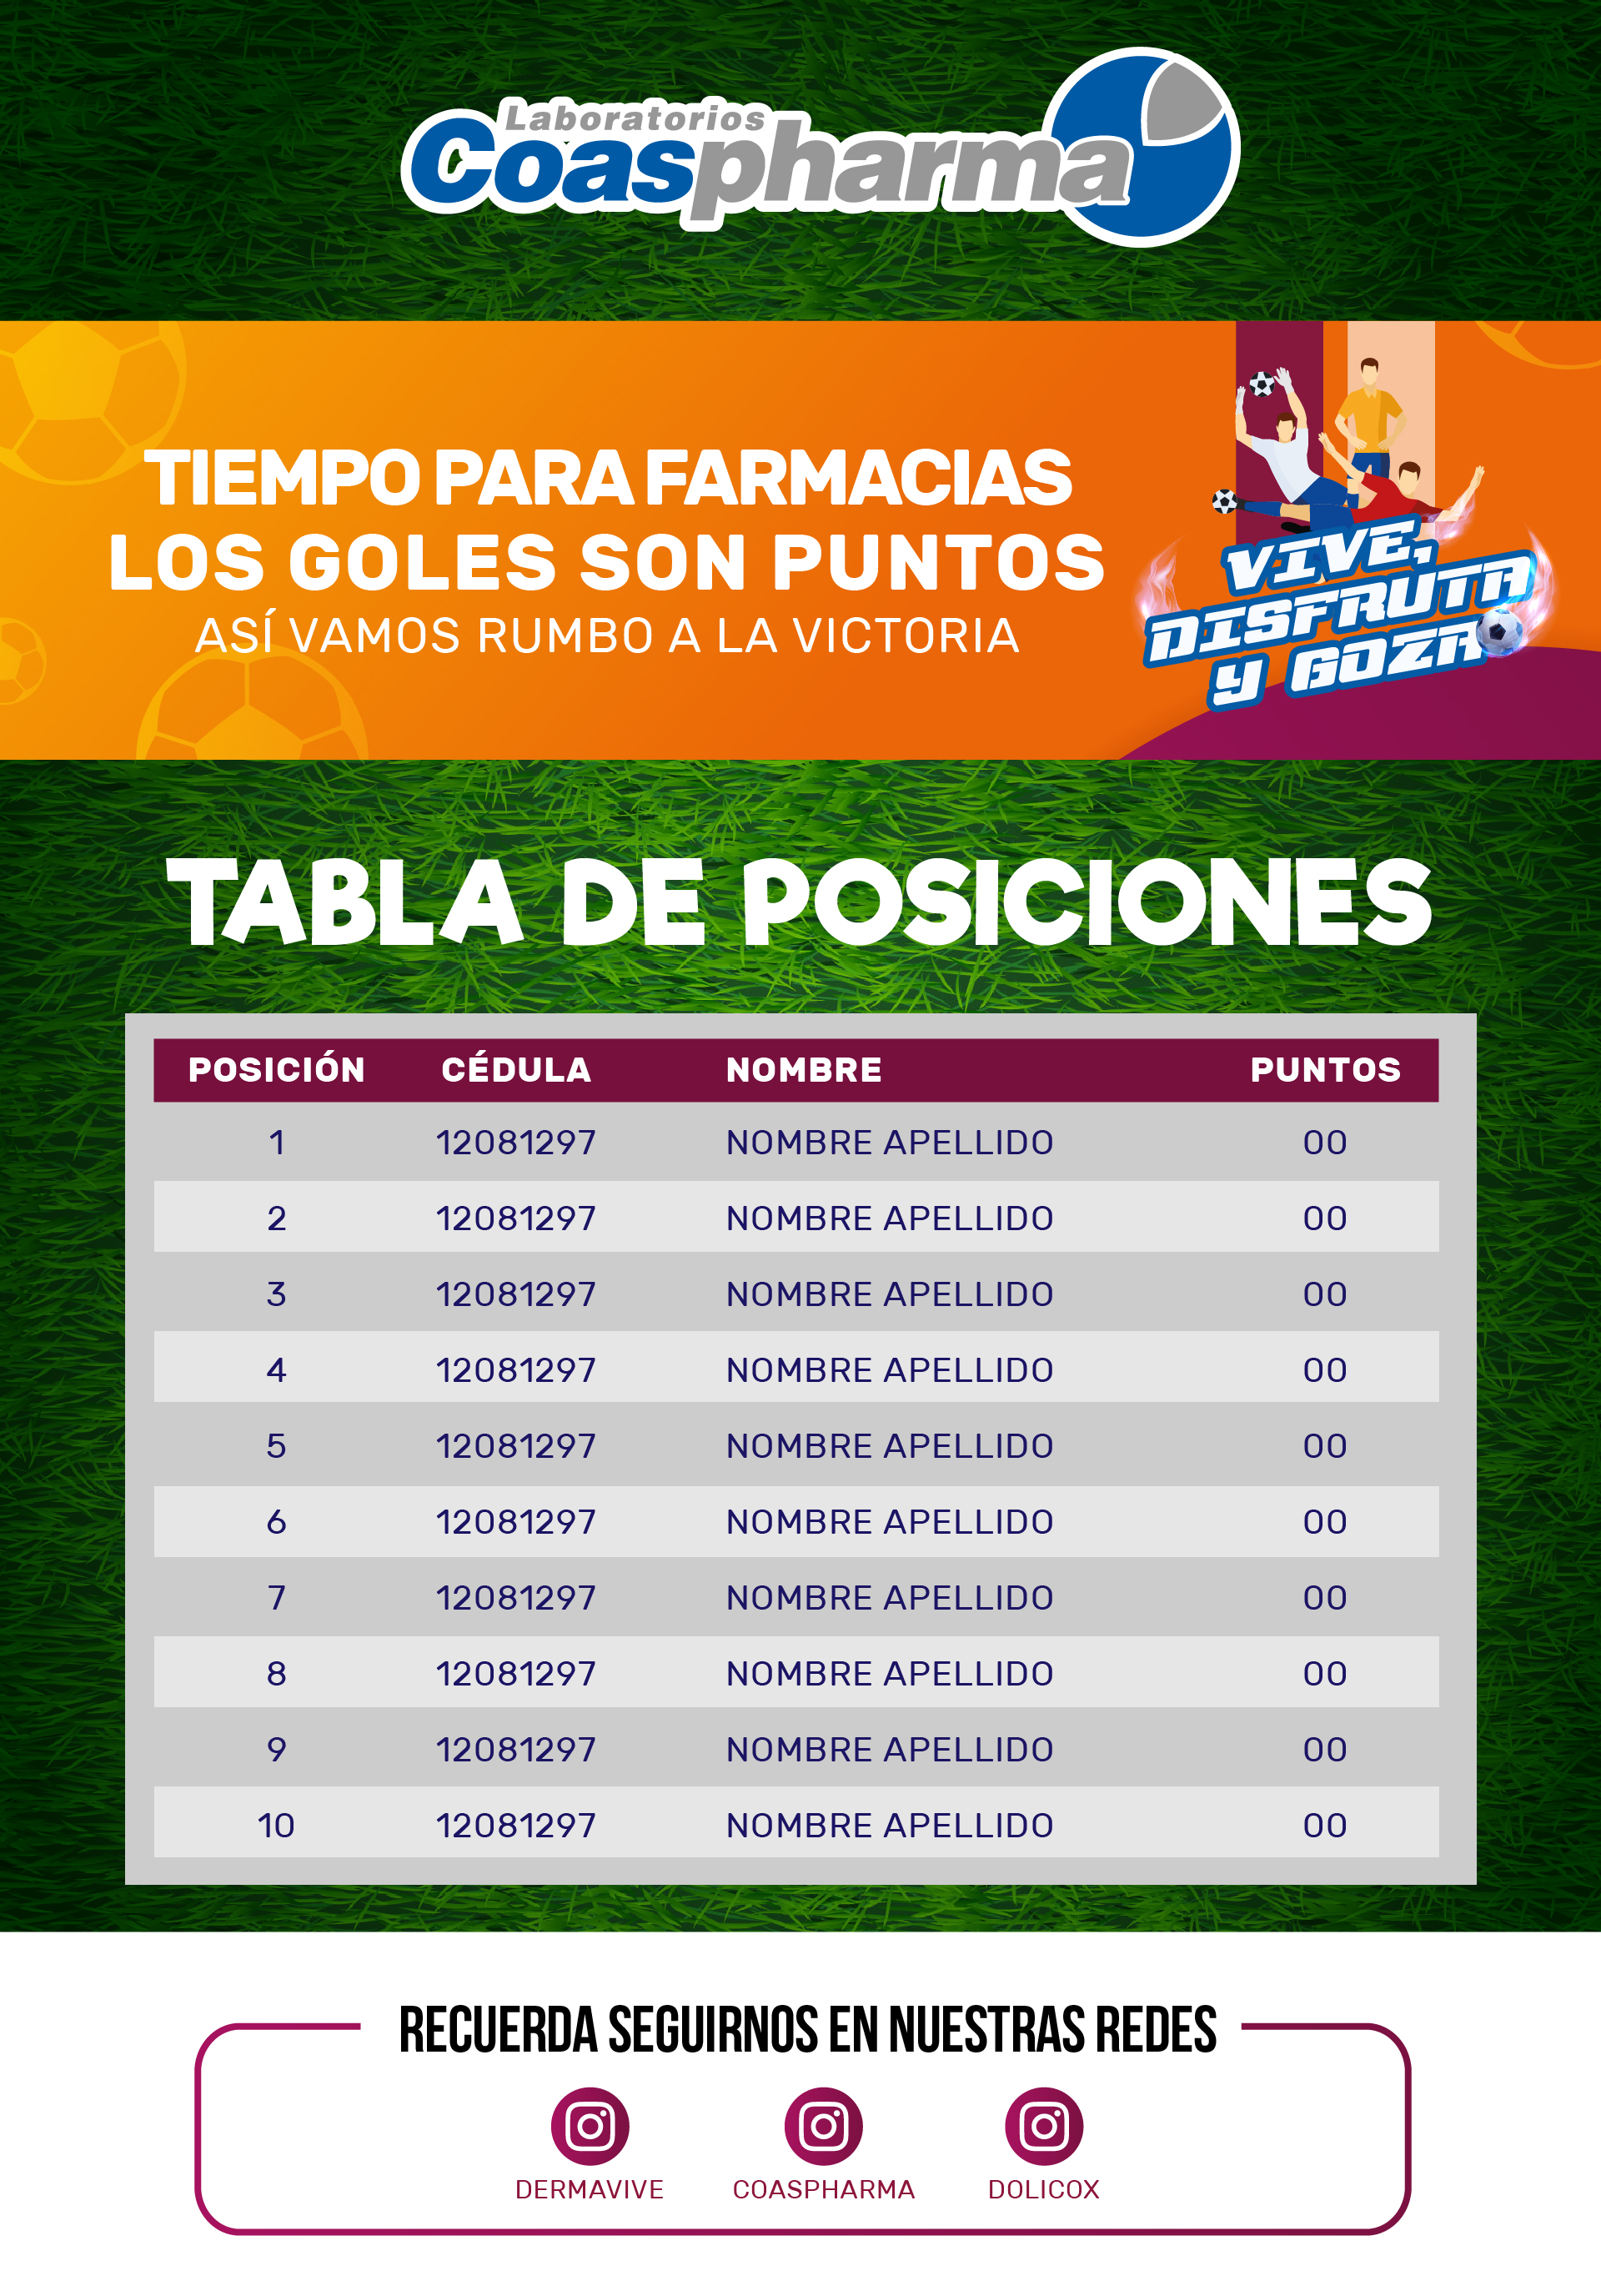 Laboratorios
Coaspharma
TIEMPO PARA FARMACIAS
LOS GOLES SON PUNTOS
ASÍ VAMOS RUMBO A LA VICTORIA
VIVE,
DISFRUTA
Y GOZA
TABLA DE POSICIONES
POSICIÓN CÉDULA NOMBRE PUNTOS
1 12081297 NOMBRE APELLIDO 00
2 12081297 NOMBRE APELLIDO 00
3 12081297 NOMBRE APELLIDO 00
4 12081297 NOMBRE APELLIDO 00
5 12081297 NOMBRE APELLIDO 00
6 12081297 NOMBRE APELLIDO 00
7 12081297 NOMBRE APELLIDO 00
8 12081297 NOMBRE APELLIDO 00
9 12081297 NOMBRE APELLIDO 00
10 12081297 NOMBRE APELLIDO 00
RECUERDA SEGUIRNOS EN NUESTRAS REDES
DERMAVIVE COASPHARMA DOLICOX